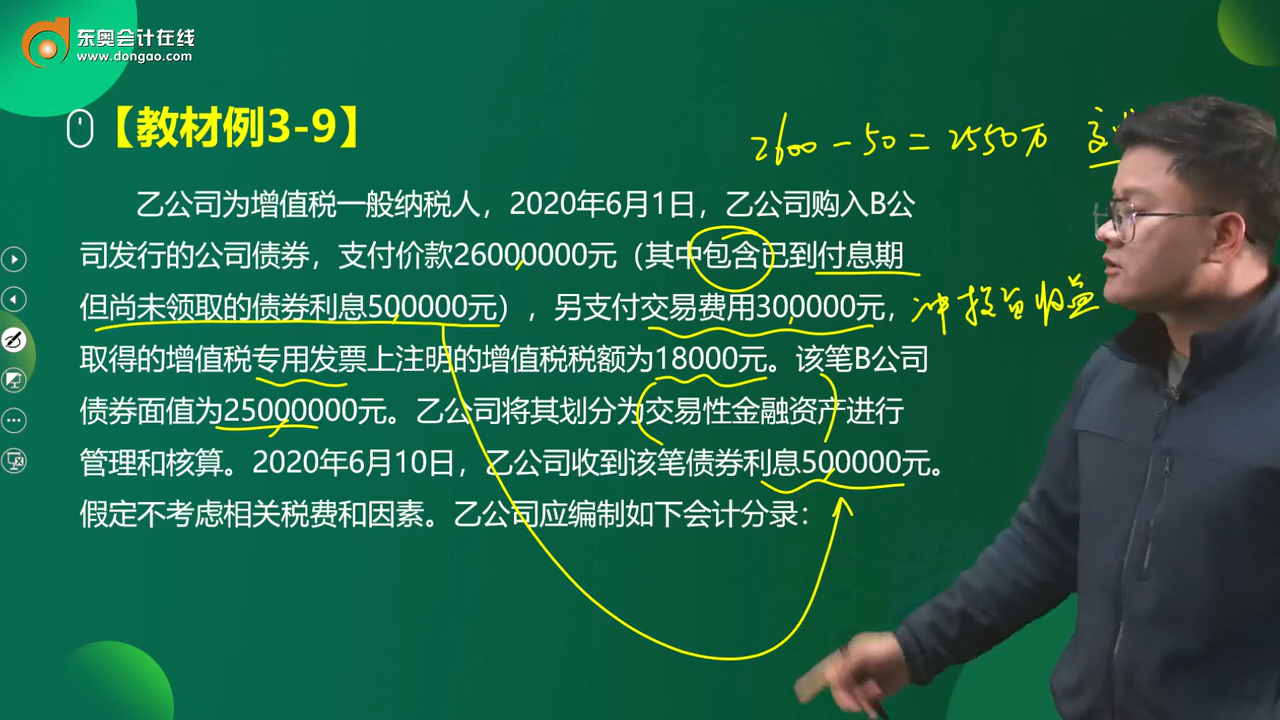 东奥会计在线
www.dongao.com
【教材例3-9】
2600-50=2550万
乙公司为增值税一般纳税人，2020年6月1日，乙公司购入B公
司发行的公司债券，支付价款26000000元（其中包含已到付息期
但尚未领取的债券利息500000元），另支付交易费用300000元，
冲投资收益
取得的增值税专用发票上注明的增值税税额为18000元。该笔B公司
债券面值为25000000元。乙公司将其划分为交易性金融资产进行
管理和核算。2020年6月10日，乙公司收到该笔债券利息500000元。
假定不考虑相关税费和因素。乙公司应编制如下会计分录：